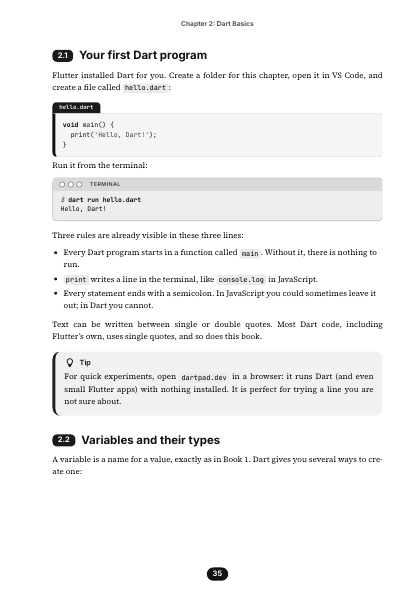 Chapter 2: Dart Basics
2.1 Your first Dart program
Flutter installed Dart for you. Create a folder for this chapter, open it in VS Code, and
create a file called hello.dart:
hello.dart
void main() {
  print('Hello, Dart!');
}
Run it from the terminal:
TERMINAL
$ dart run hello.dart
Hello, Dart!
Three rules are already visible in these three lines:
• Every Dart program starts in a function called main. Without it, there is nothing to
run.
• print writes a line in the terminal, like console.log in JavaScript.
• Every statement ends with a semicolon. In JavaScript you could sometimes leave it
out; in Dart you cannot.
Text can be written between single or double quotes. Most Dart code, including
Flutter's own, uses single quotes, and so does this book.
Tip
For quick experiments, open dartpad.dev in a browser: it runs Dart (and even
small Flutter apps) with nothing installed. It is perfect for trying a line you are
not sure about.
2.2 Variables and their types
A variable is a name for a value, exactly as in Book 1. Dart gives you several ways to cre-
ate one:
35